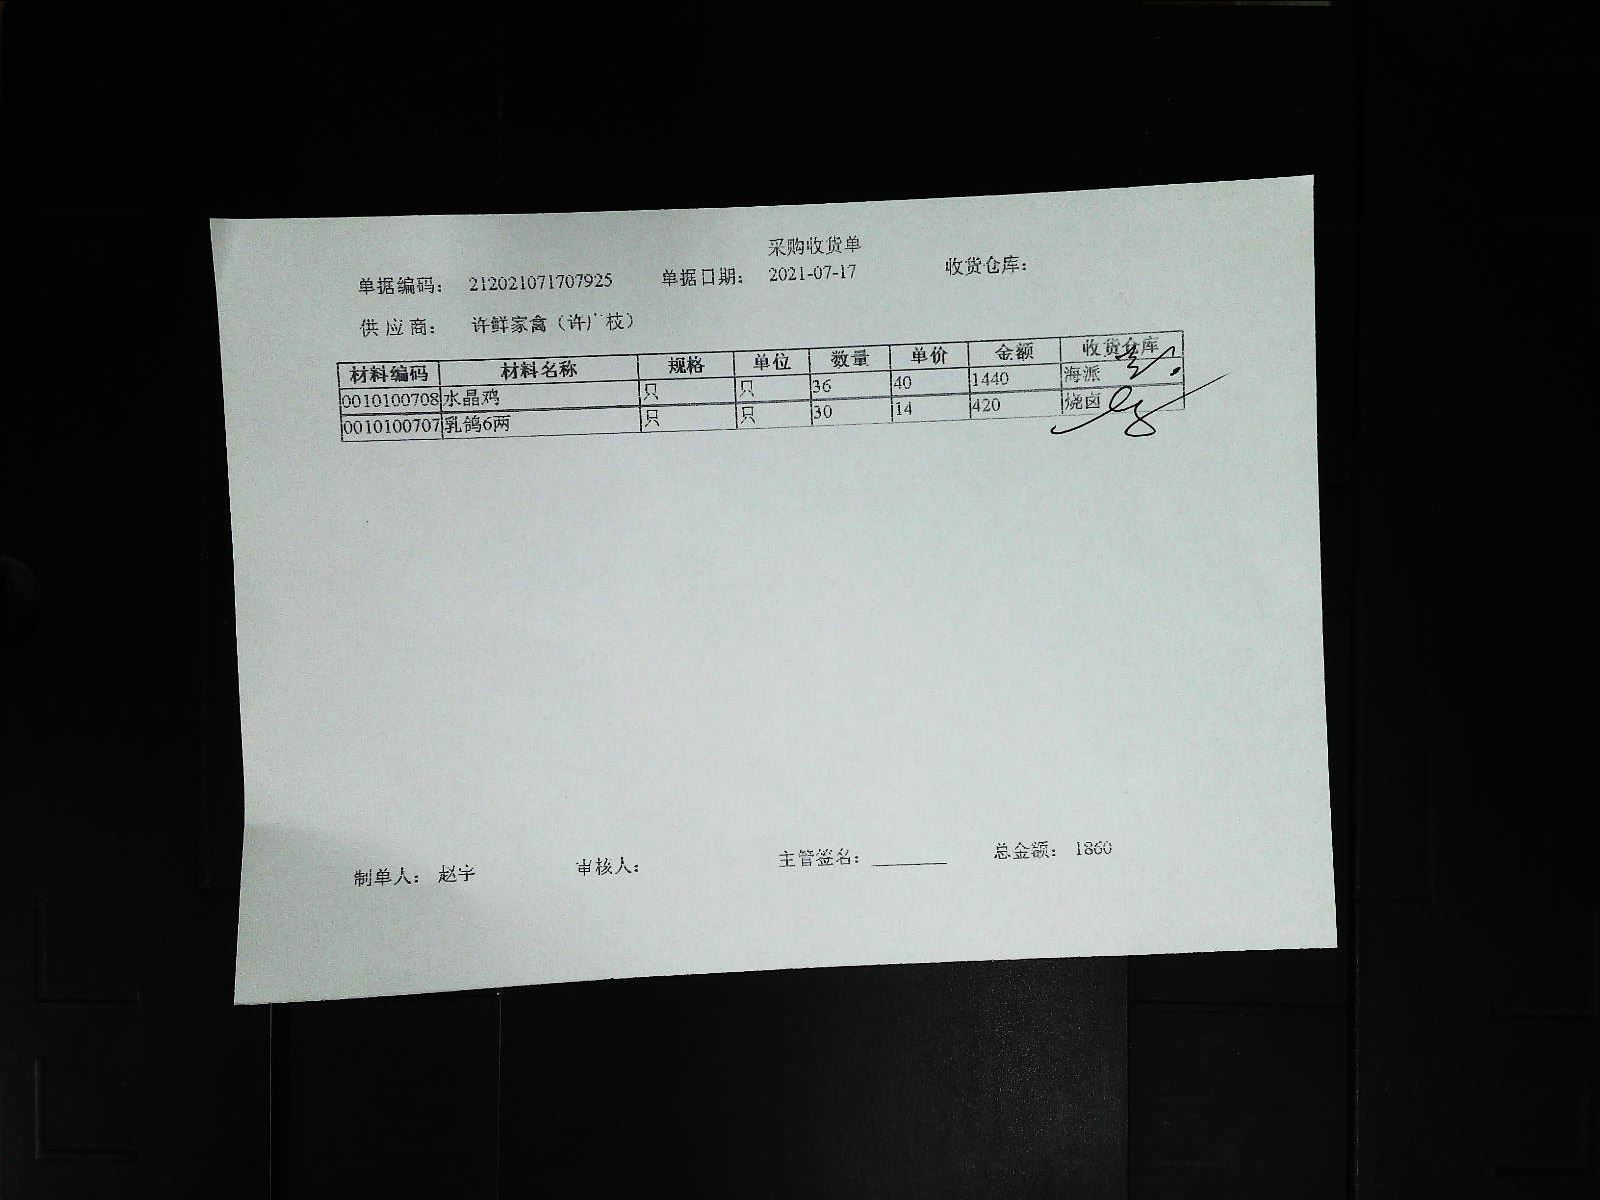 采购收货单
单据编码： 212021071707925 单据日期： 2021-07-17 收货仓库：
供应商： 许鲜家禽（许广枝）
材料编码 材料名称 规格 单位 数量 单价 金额 收货仓库
0010100708 水晶鸡 只 只 36 40 1440 海派
0010100707 乳鸽6两 只 只 30 14 420 烧卤
制单人： 赵宇 审核人： 主管签名： 总金额： 1860